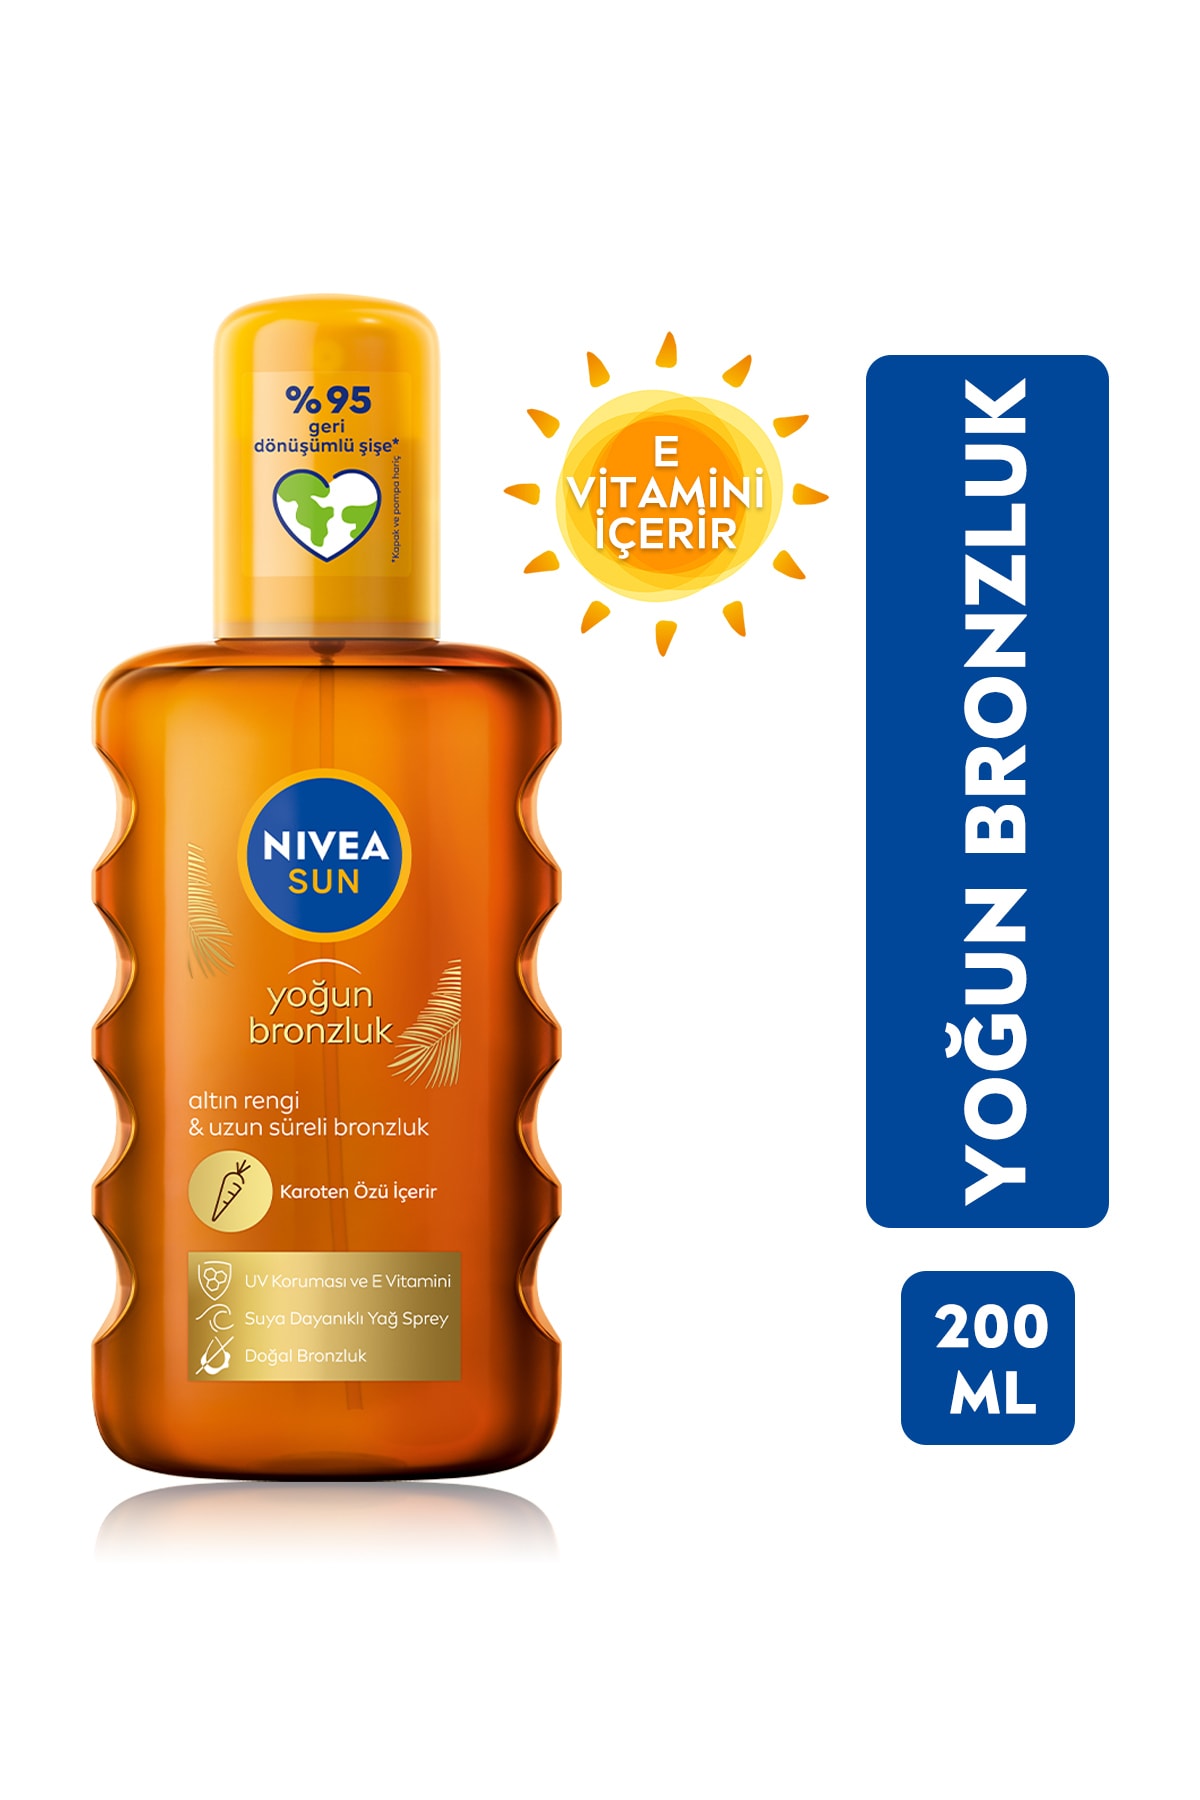 %95
geri
dönüşümlü şişe*
*Kapak ve pompa hariç
E
VİTAMİNİ
İÇERİR
YOĞUN BRONZLUK
200
ML
NIVEA
SUN
yoğun
bronzluk
altın rengi
& uzun süreli bronzluk
Karoten Özü İçerir
UV Koruması ve E Vitamini
Suya Dayanıklı Yağ Sprey
Doğal Bronzluk